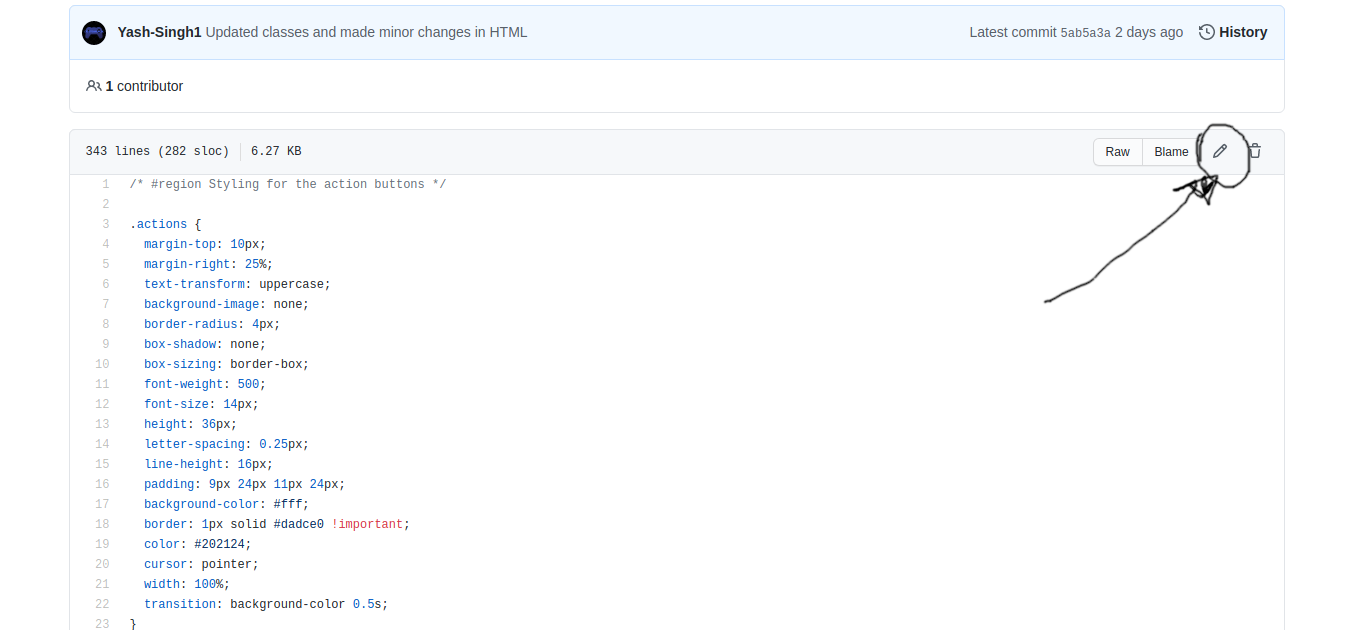 Yash-Singh1 Updated classes and made minor changes in HTML Latest commit 5ab5a3a 2 days ago History
1 contributor
343 lines (282 sloc) 6.27 KB Raw Blame
1 /* #region Styling for the action buttons */
2
3 .actions {
4 margin-top: 10px;
5 margin-right: 25%;
6 text-transform: uppercase;
7 background-image: none;
8 border-radius: 4px;
9 box-shadow: none;
10 box-sizing: border-box;
11 font-weight: 500;
12 font-size: 14px;
13 height: 36px;
14 letter-spacing: 0.25px;
15 line-height: 16px;
16 padding: 9px 24px 11px 24px;
17 background-color: #fff;
18 border: 1px solid #dadce0 !important;
19 color: #202124;
20 cursor: pointer;
21 width: 100%;
22 transition: background-color 0.5s;
23 }